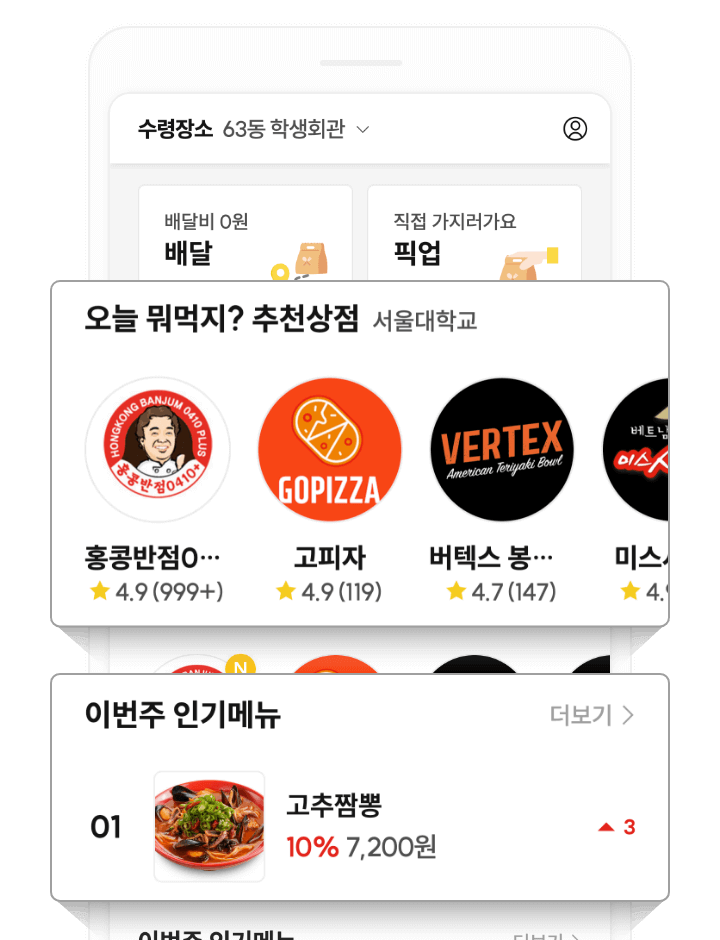 수령장소 63동 학생회관
배달비 0원
배달
직접 가지러가요
픽업
오늘 뭐먹지? 추천상점 서울대학교
HONGKONG BANJUM 0410 PLUS
홍콩반점0410+
GOPIZZA
VERTEX
American Teriyaki Bowl
베트남
미스
홍콩반점0···
고피자
버텍스 봉···
미스
4.9 (999+)
4.9 (119)
4.7 (147)
4.9
N
이번주 인기메뉴
더보기
01
고추짬뽕
10% 7,200원
3
이번주 인기메뉴
더보기